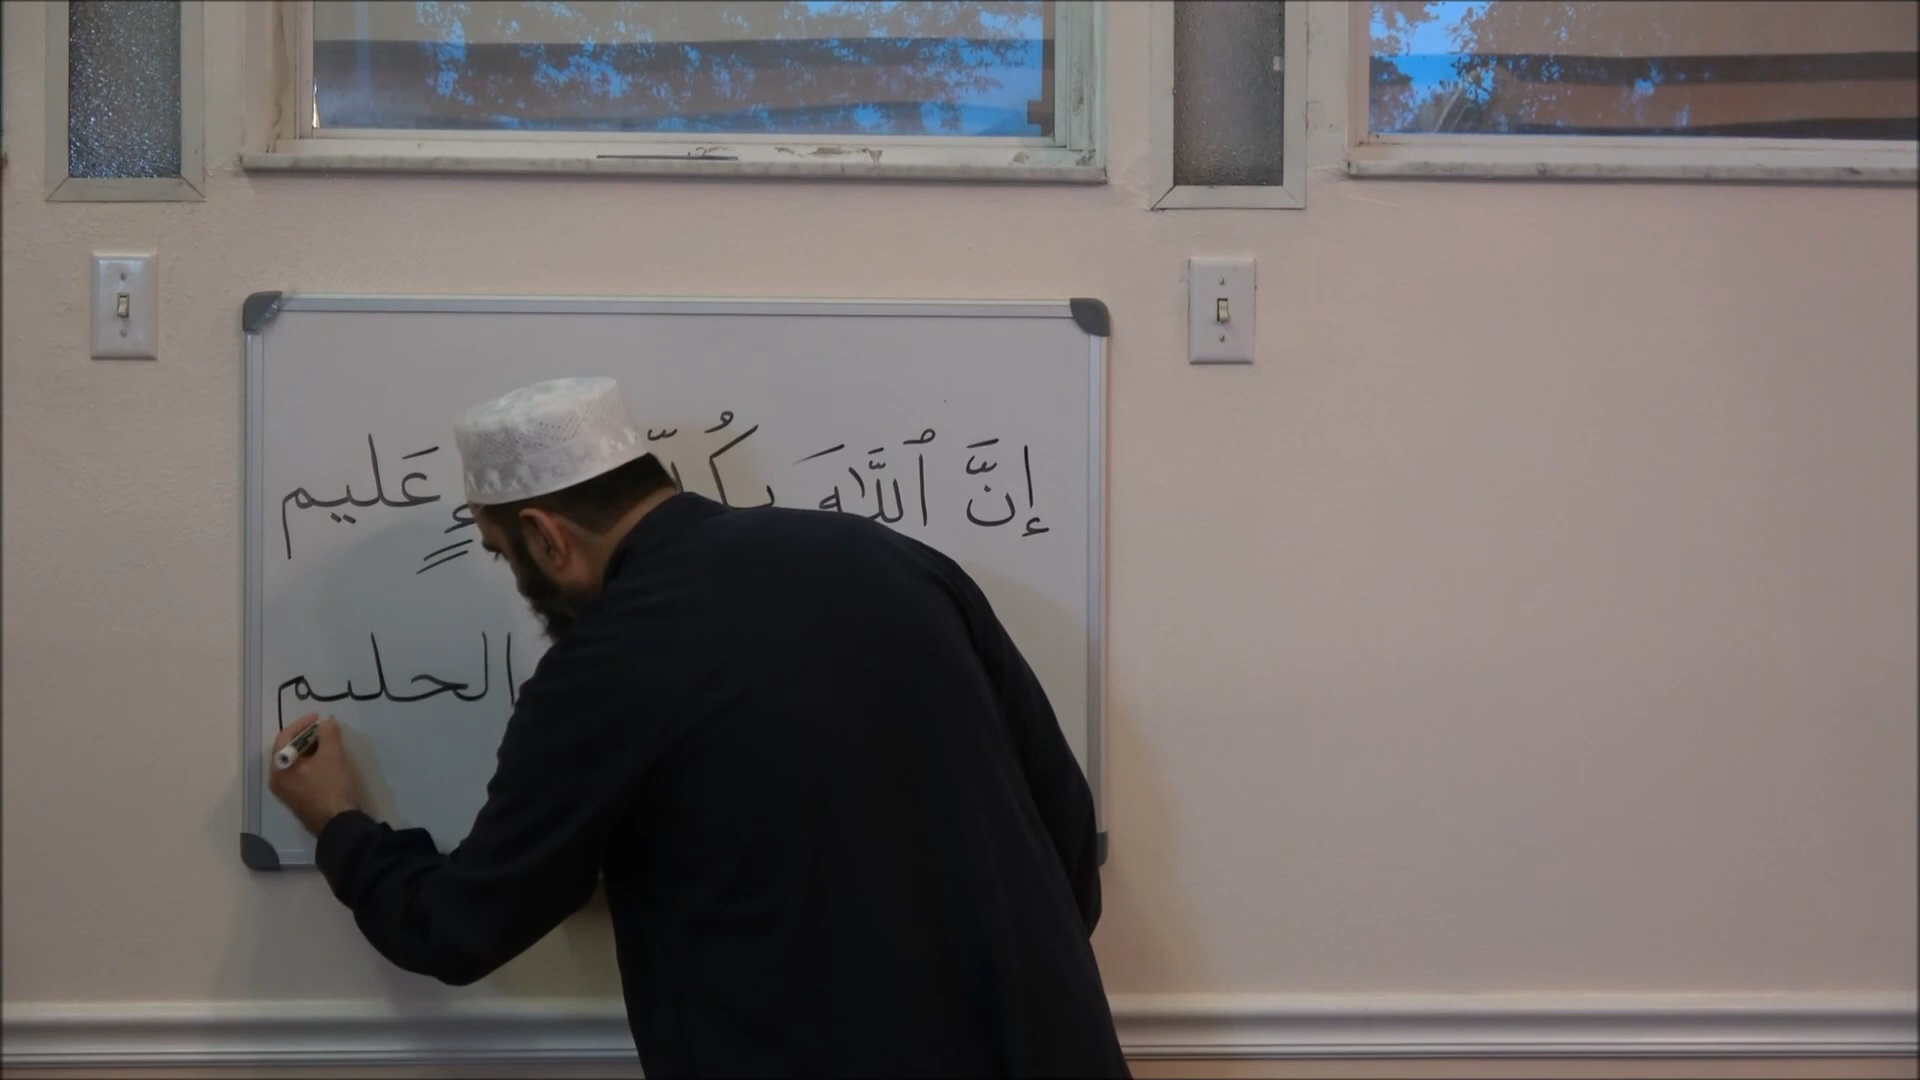 إِنَّ ٱللَّٰهَ بِكُلِّ ءٍ عَليم
الحليم